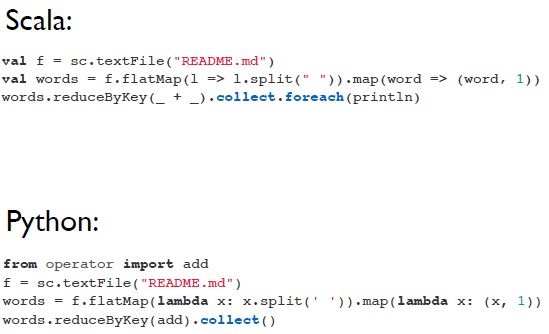 Scala:
val f = sc.textFile("README.md")
val words = f.flatMap(l => l.split(" ")).map(word => (word, 1))
words.reduceByKey(_ + _).collect.foreach(println)
Python:
from operator import add
f = sc.textFile("README.md")
words = f.flatMap(lambda x: x.split(' ')).map(lambda x: (x, 1))
words.reduceByKey(add).collect()